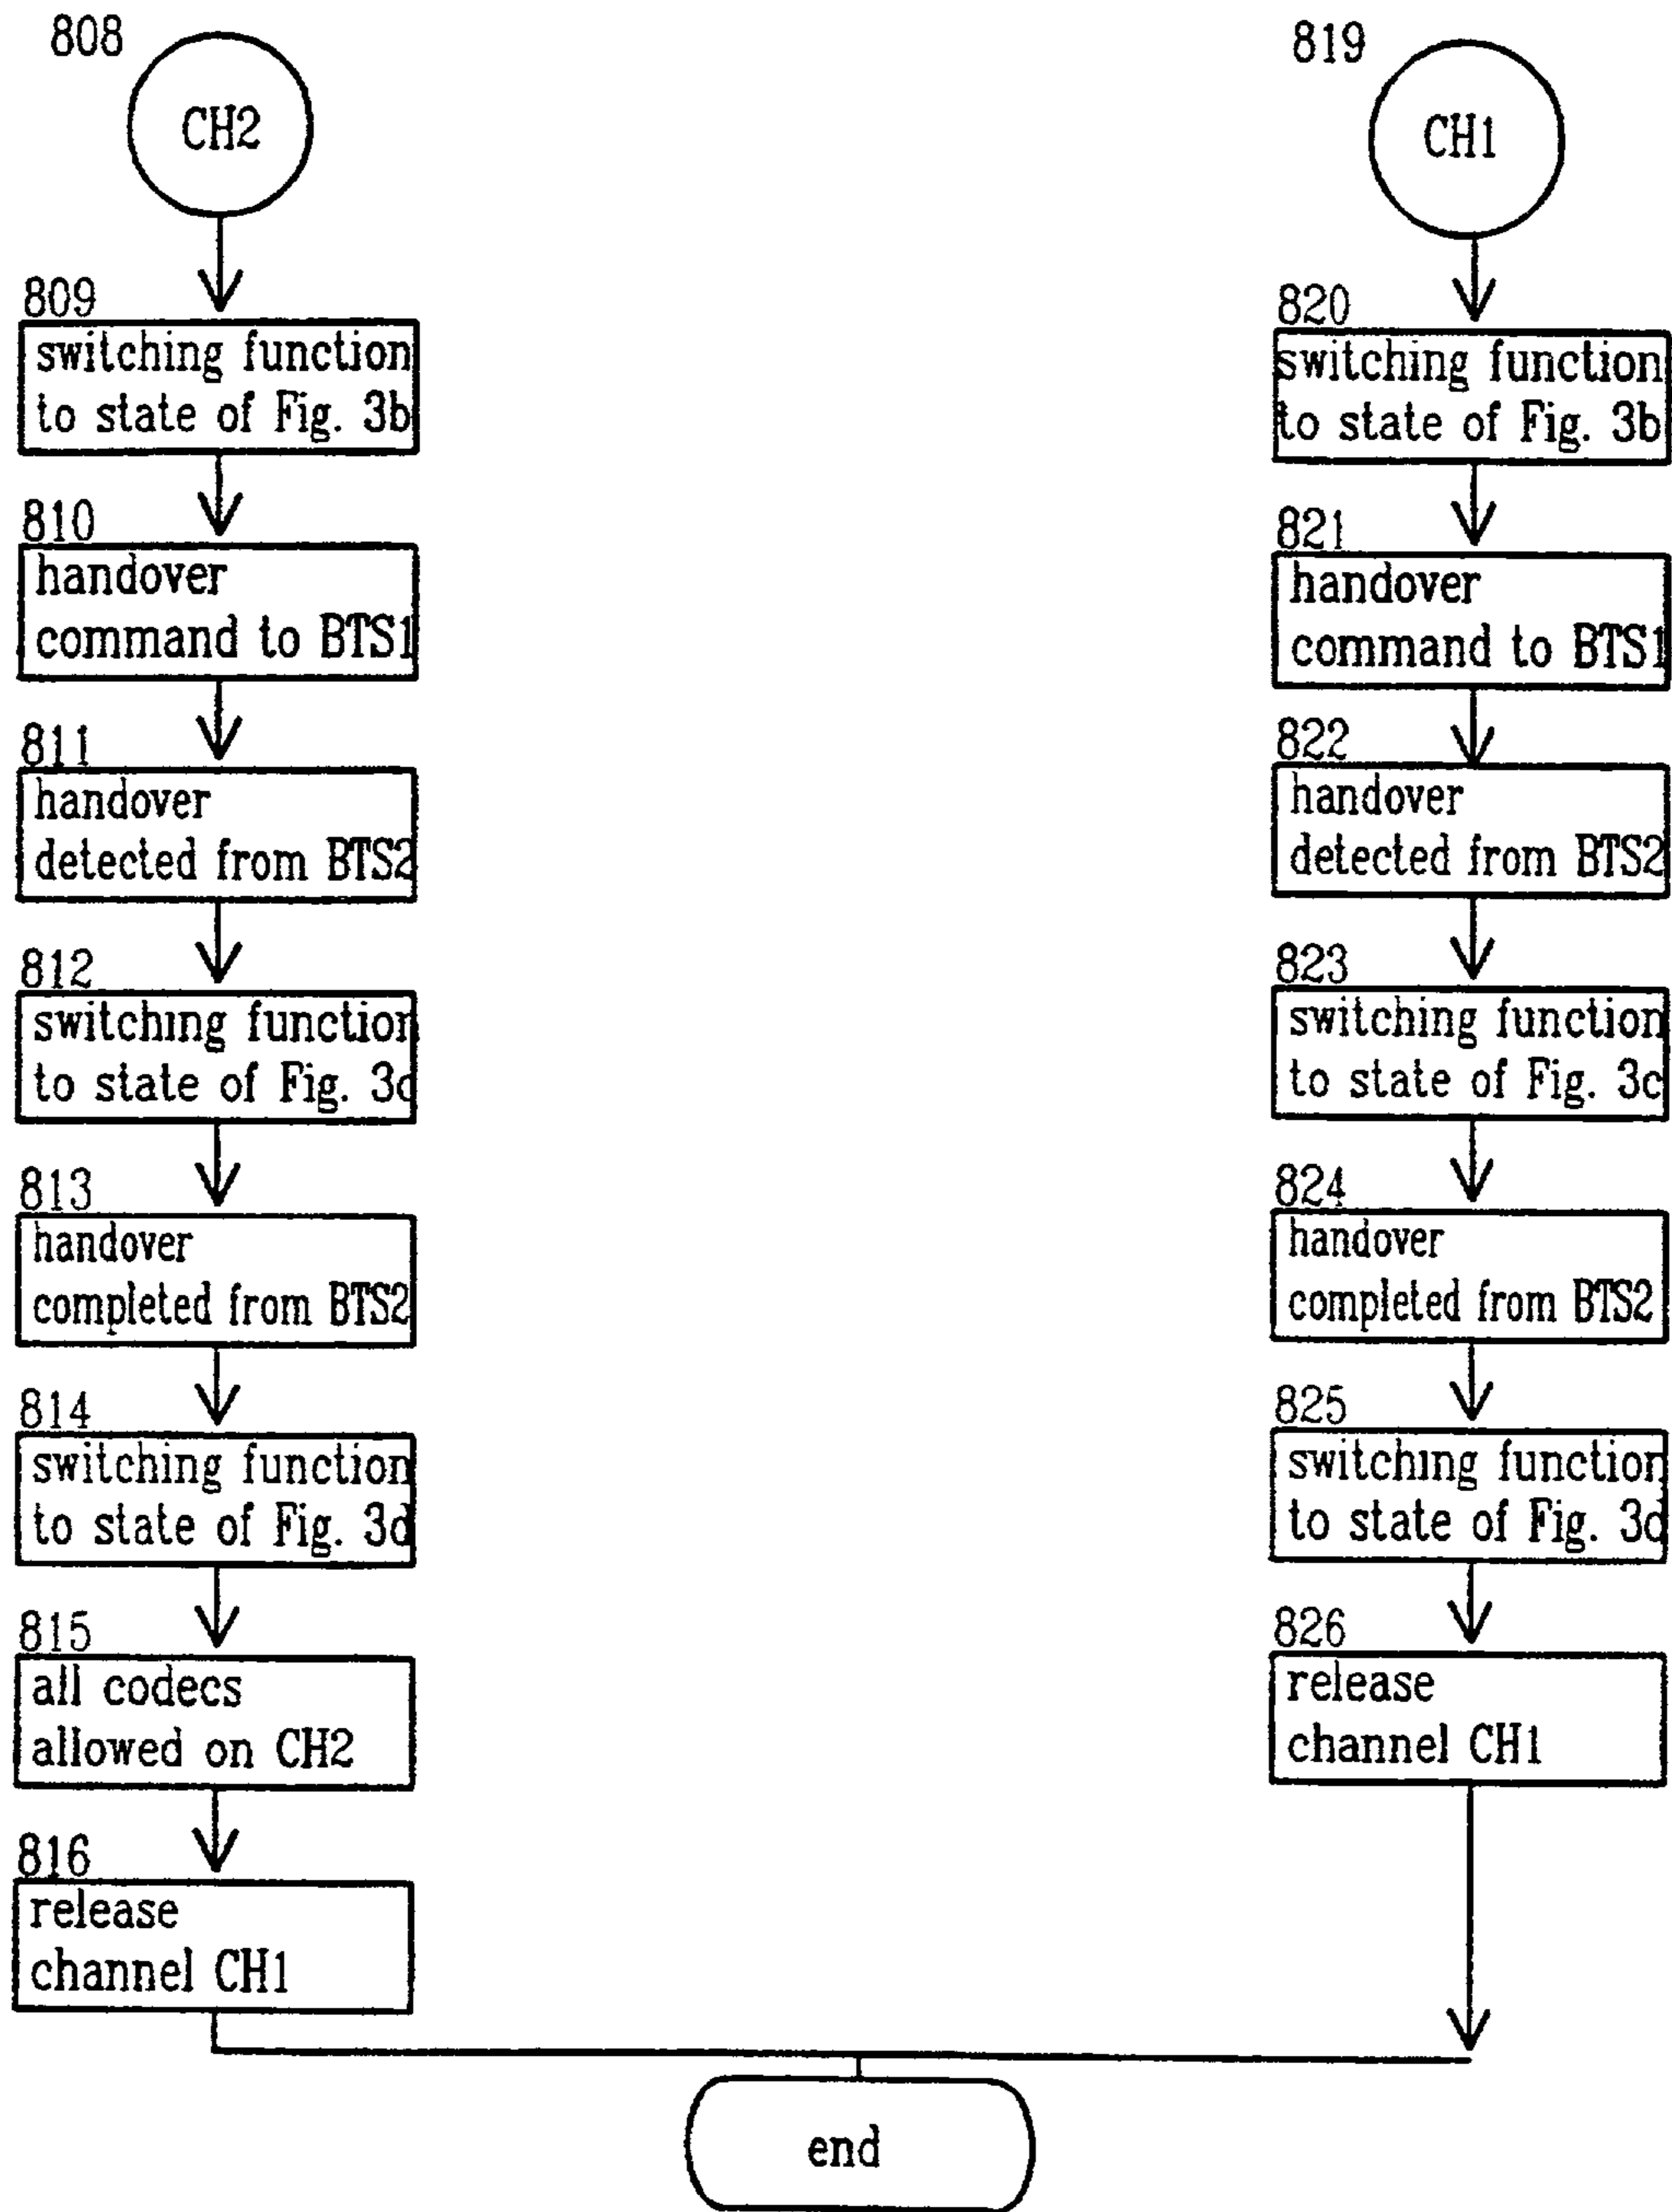 808
CH2
809
switching function
to state of Fig. 3b
810
handover
command to BTS1
811
handover
detected from BTS2
812
switching function
to state of Fig. 3c
813
handover
completed from BTS2
814
switching function
to state of Fig. 3d
815
all codecs
allowed on CH2
816
release
channel CH1
819
CH1
820
switching function
to state of Fig. 3b
821
handover
command to BTS1
822
handover
detected from BTS2
823
switching function
to state of Fig. 3c
824
handover
completed from BTS2
825
switching function
to state of Fig. 3d
826
release
channel CH1
end